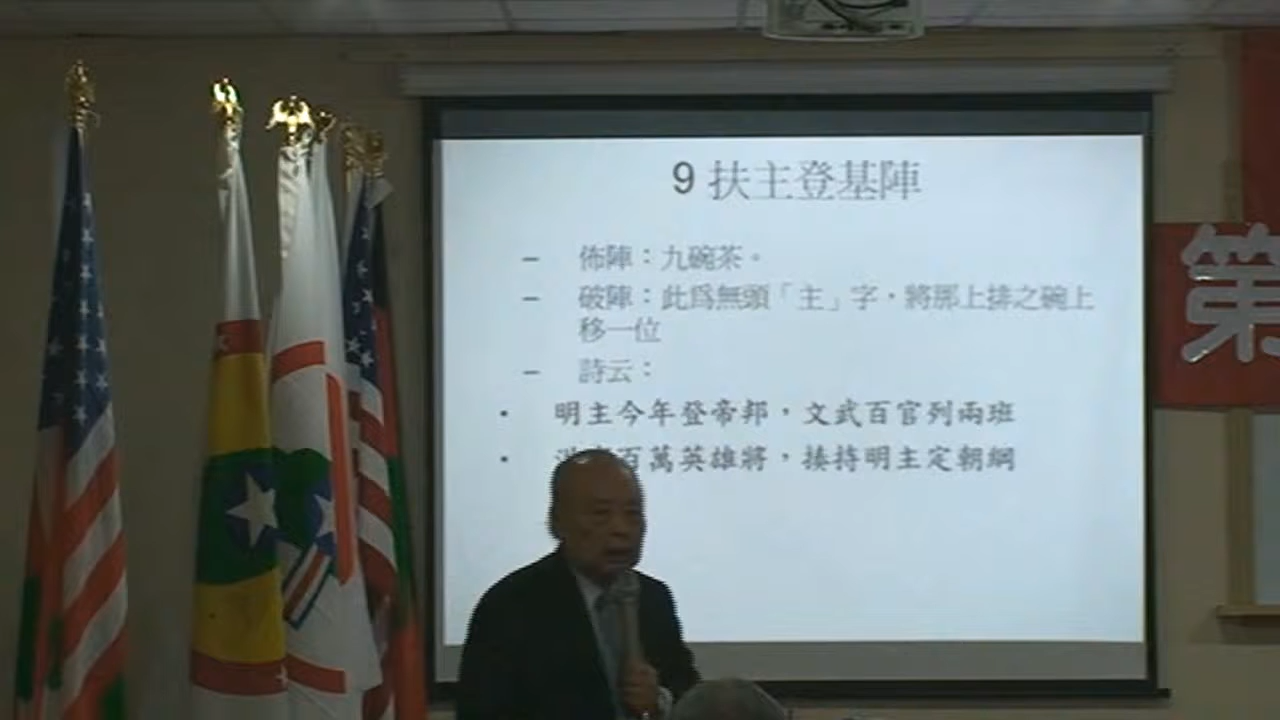 9 扶主登基陣
– 佈陣：九碗茶。
– 破陣：此爲無頭「主」字，將那上排之碗上
移一位
– 詩云：
• 明主今年登帝邦，文武百官列兩班
• 百萬英雄將，揍持明主定朝綱
第